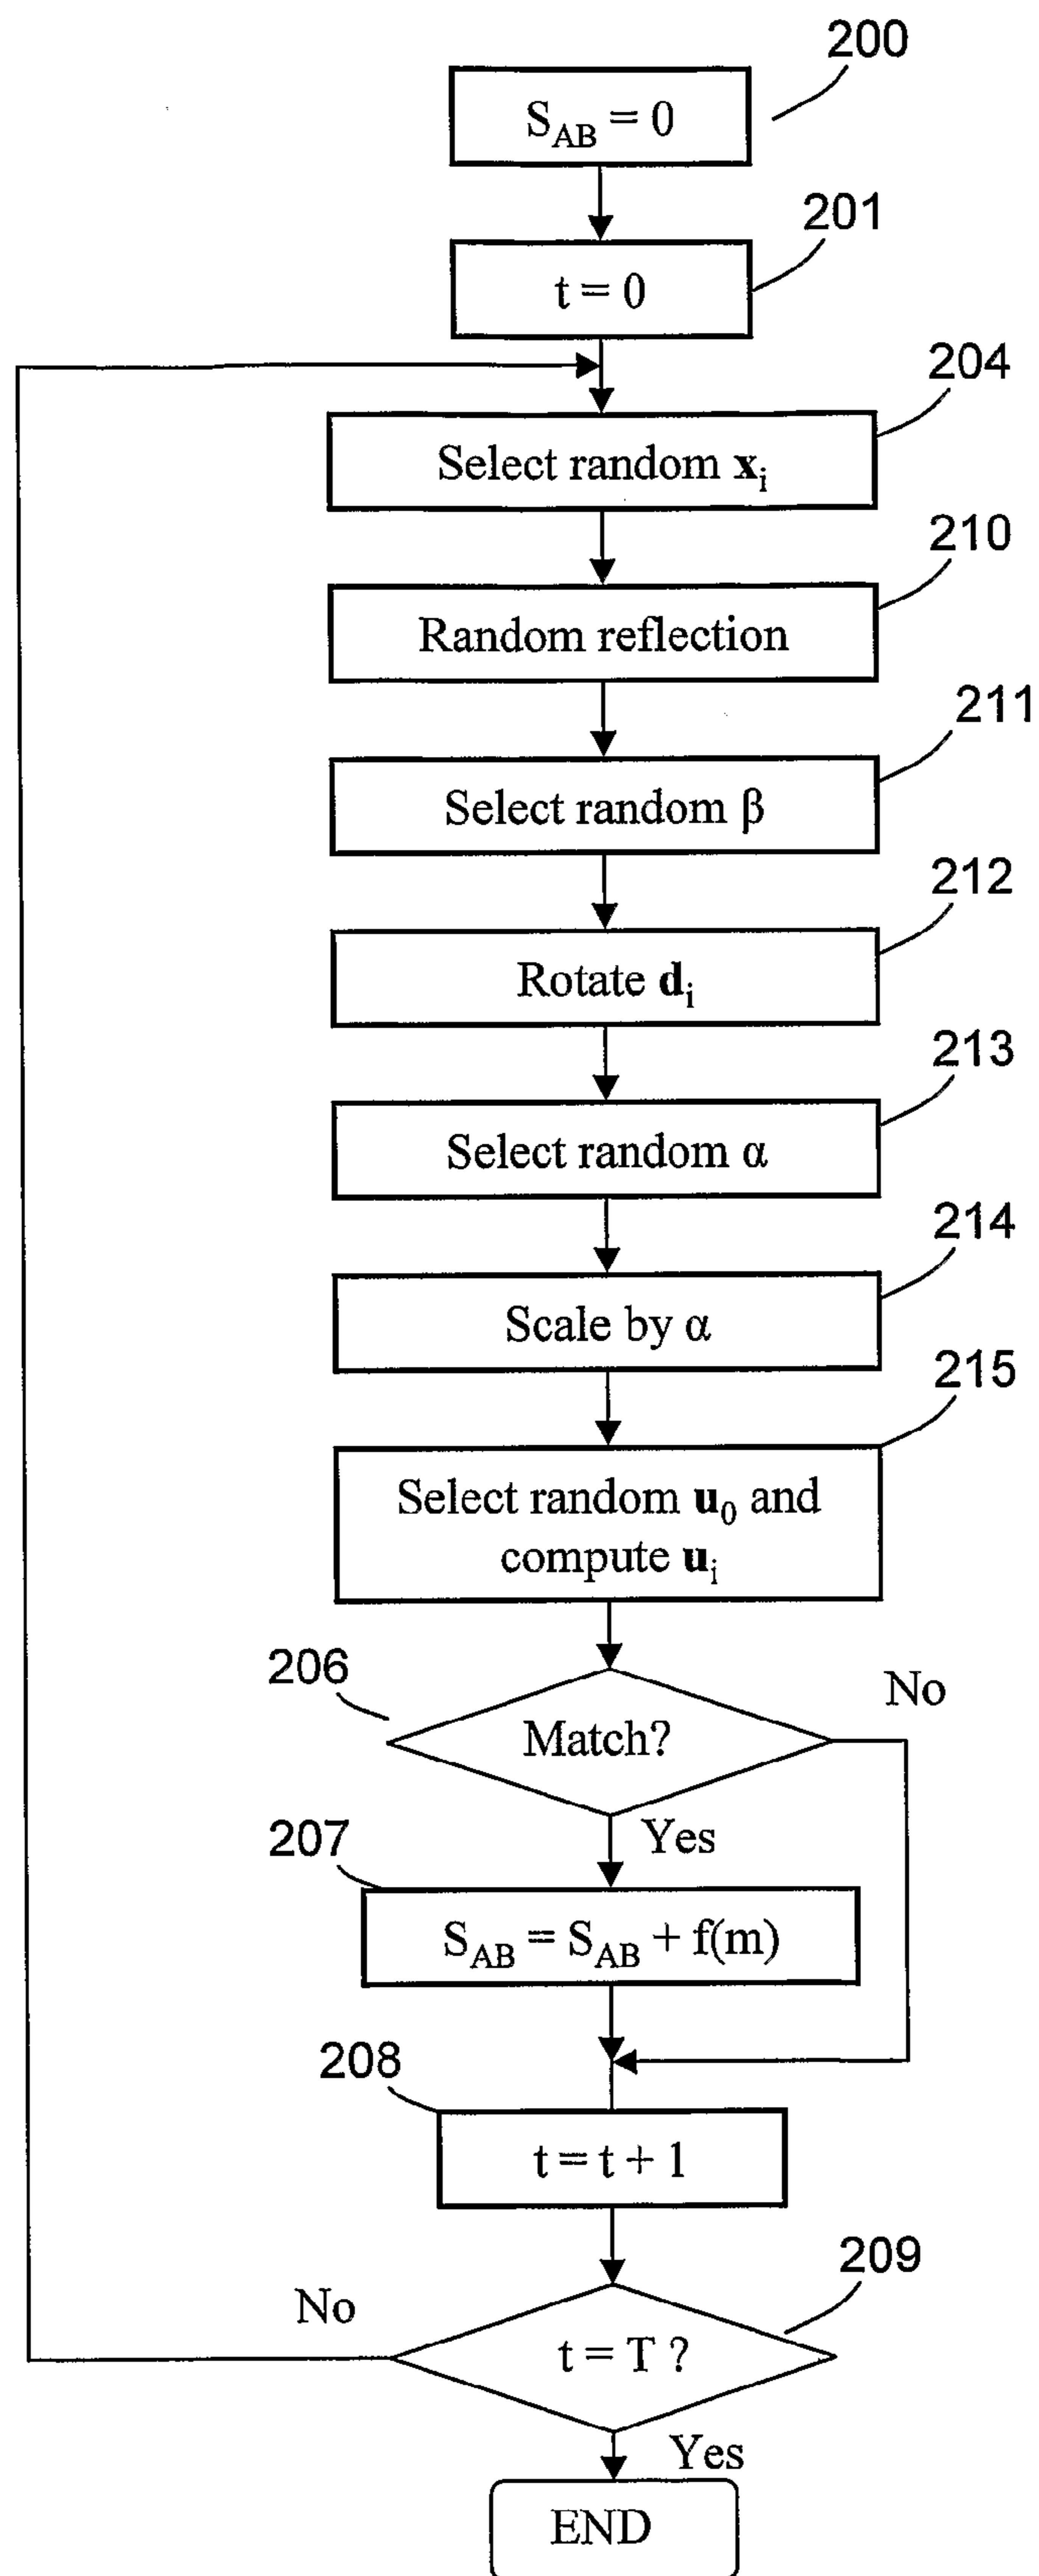 200
S_AB = 0
201
t = 0
204
Select random x_i
210
Random reflection
211
Select random β
212
Rotate d_i
213
Select random α
214
Scale by α
215
Select random u_0 and
compute u_i
206
Match?
No
Yes
207
S_AB = S_AB + f(m)
208
t = t + 1
209
No
t = T ?
Yes
END